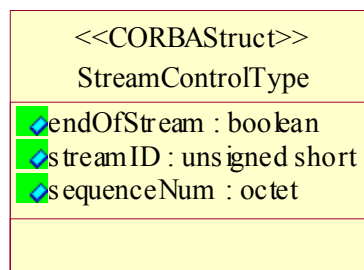 <<CORBAStruct>>
StreamControlType
endOfStream : boolean
streamID : unsigned short
sequenceNum : octet